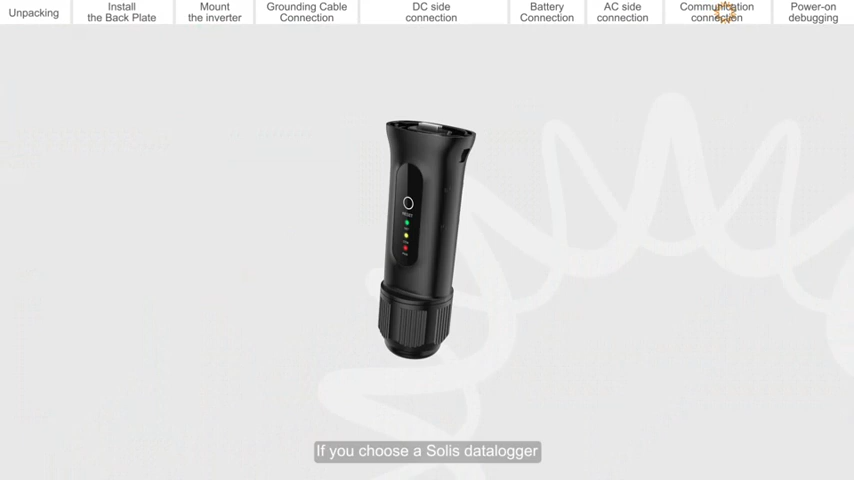 Unpacking
Install
the Back Plate
Mount
the inverter
Grounding Cable
Connection
DC side
connection
Battery
Connection
AC side
connection
Communication
connection
Power-on
debugging
RESET
If you choose a Solis datalogger